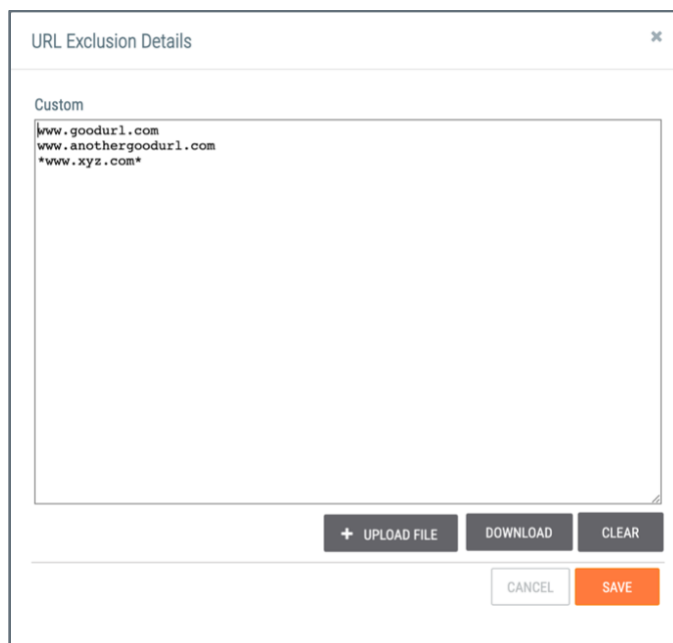 URL Exclusion Details
×
Custom
www.goodurl.com
www.anothergoodurl.com
*www.xyz.com*
+ UPLOAD FILE
DOWNLOAD
CLEAR
CANCEL
SAVE